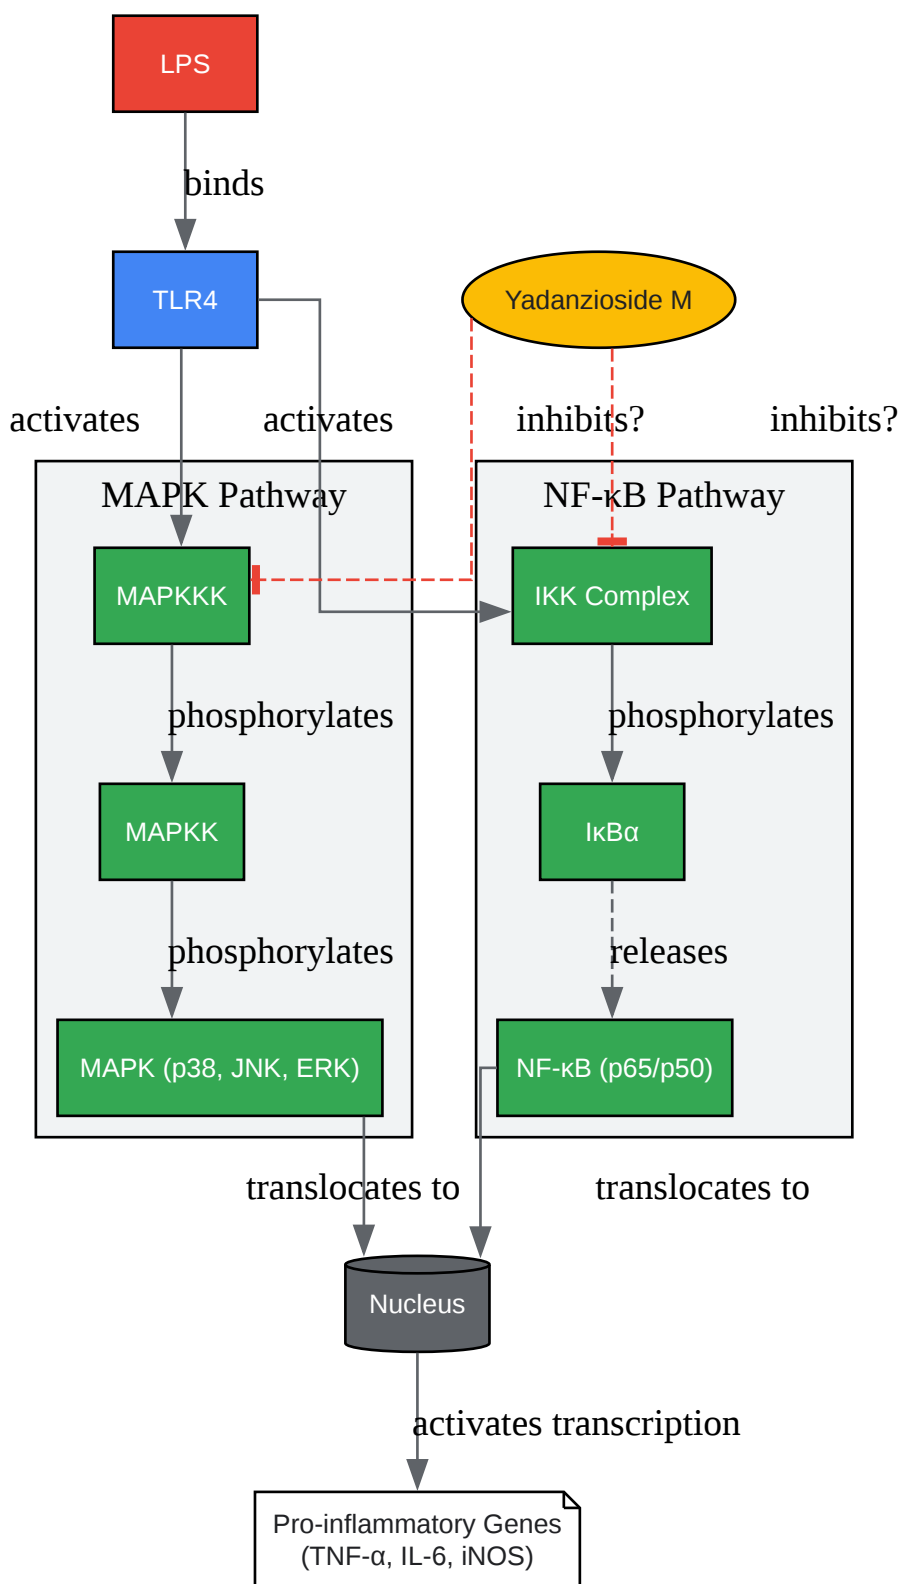 LPS
binds
TLR4
Yadanzioside M
activates
activates
inhibits?
inhibits?
MAPK Pathway
NF-κB Pathway
MAPKKK
IKK Complex
phosphorylates
phosphorylates
MAPKK
IκBα
phosphorylates
releases
MAPK (p38, JNK, ERK)
NF-κB (p65/p50)
translocates to
translocates to
Nucleus
activates transcription
Pro-inflammatory Genes
(TNF-α, IL-6, iNOS)